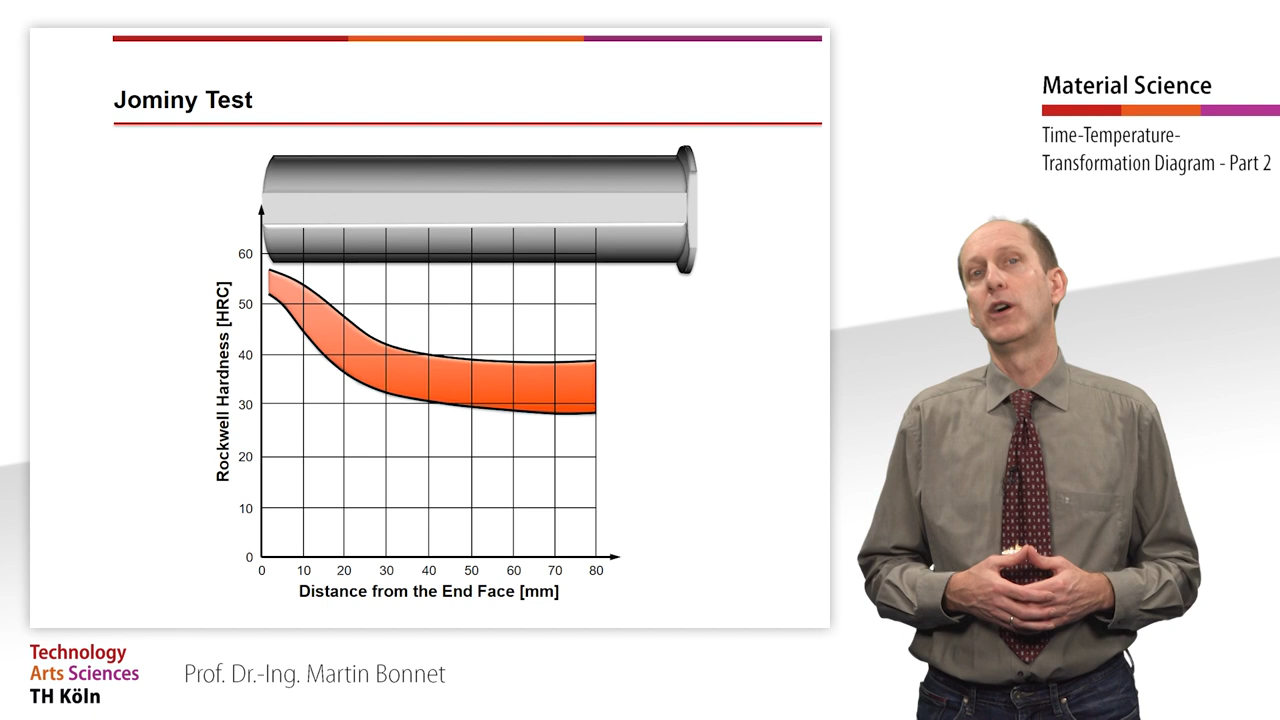 Jominy Test
60
50
40
30
20
10
0
Rockwell Hardness [HRC]
0 10 20 30 40 50 60 70 80
Distance from the End Face [mm]
Material Science
Time-Temperature-
Transformation Diagram - Part 2
Technology
Arts Sciences
TH Köln
Prof. Dr.-Ing. Martin Bonnet